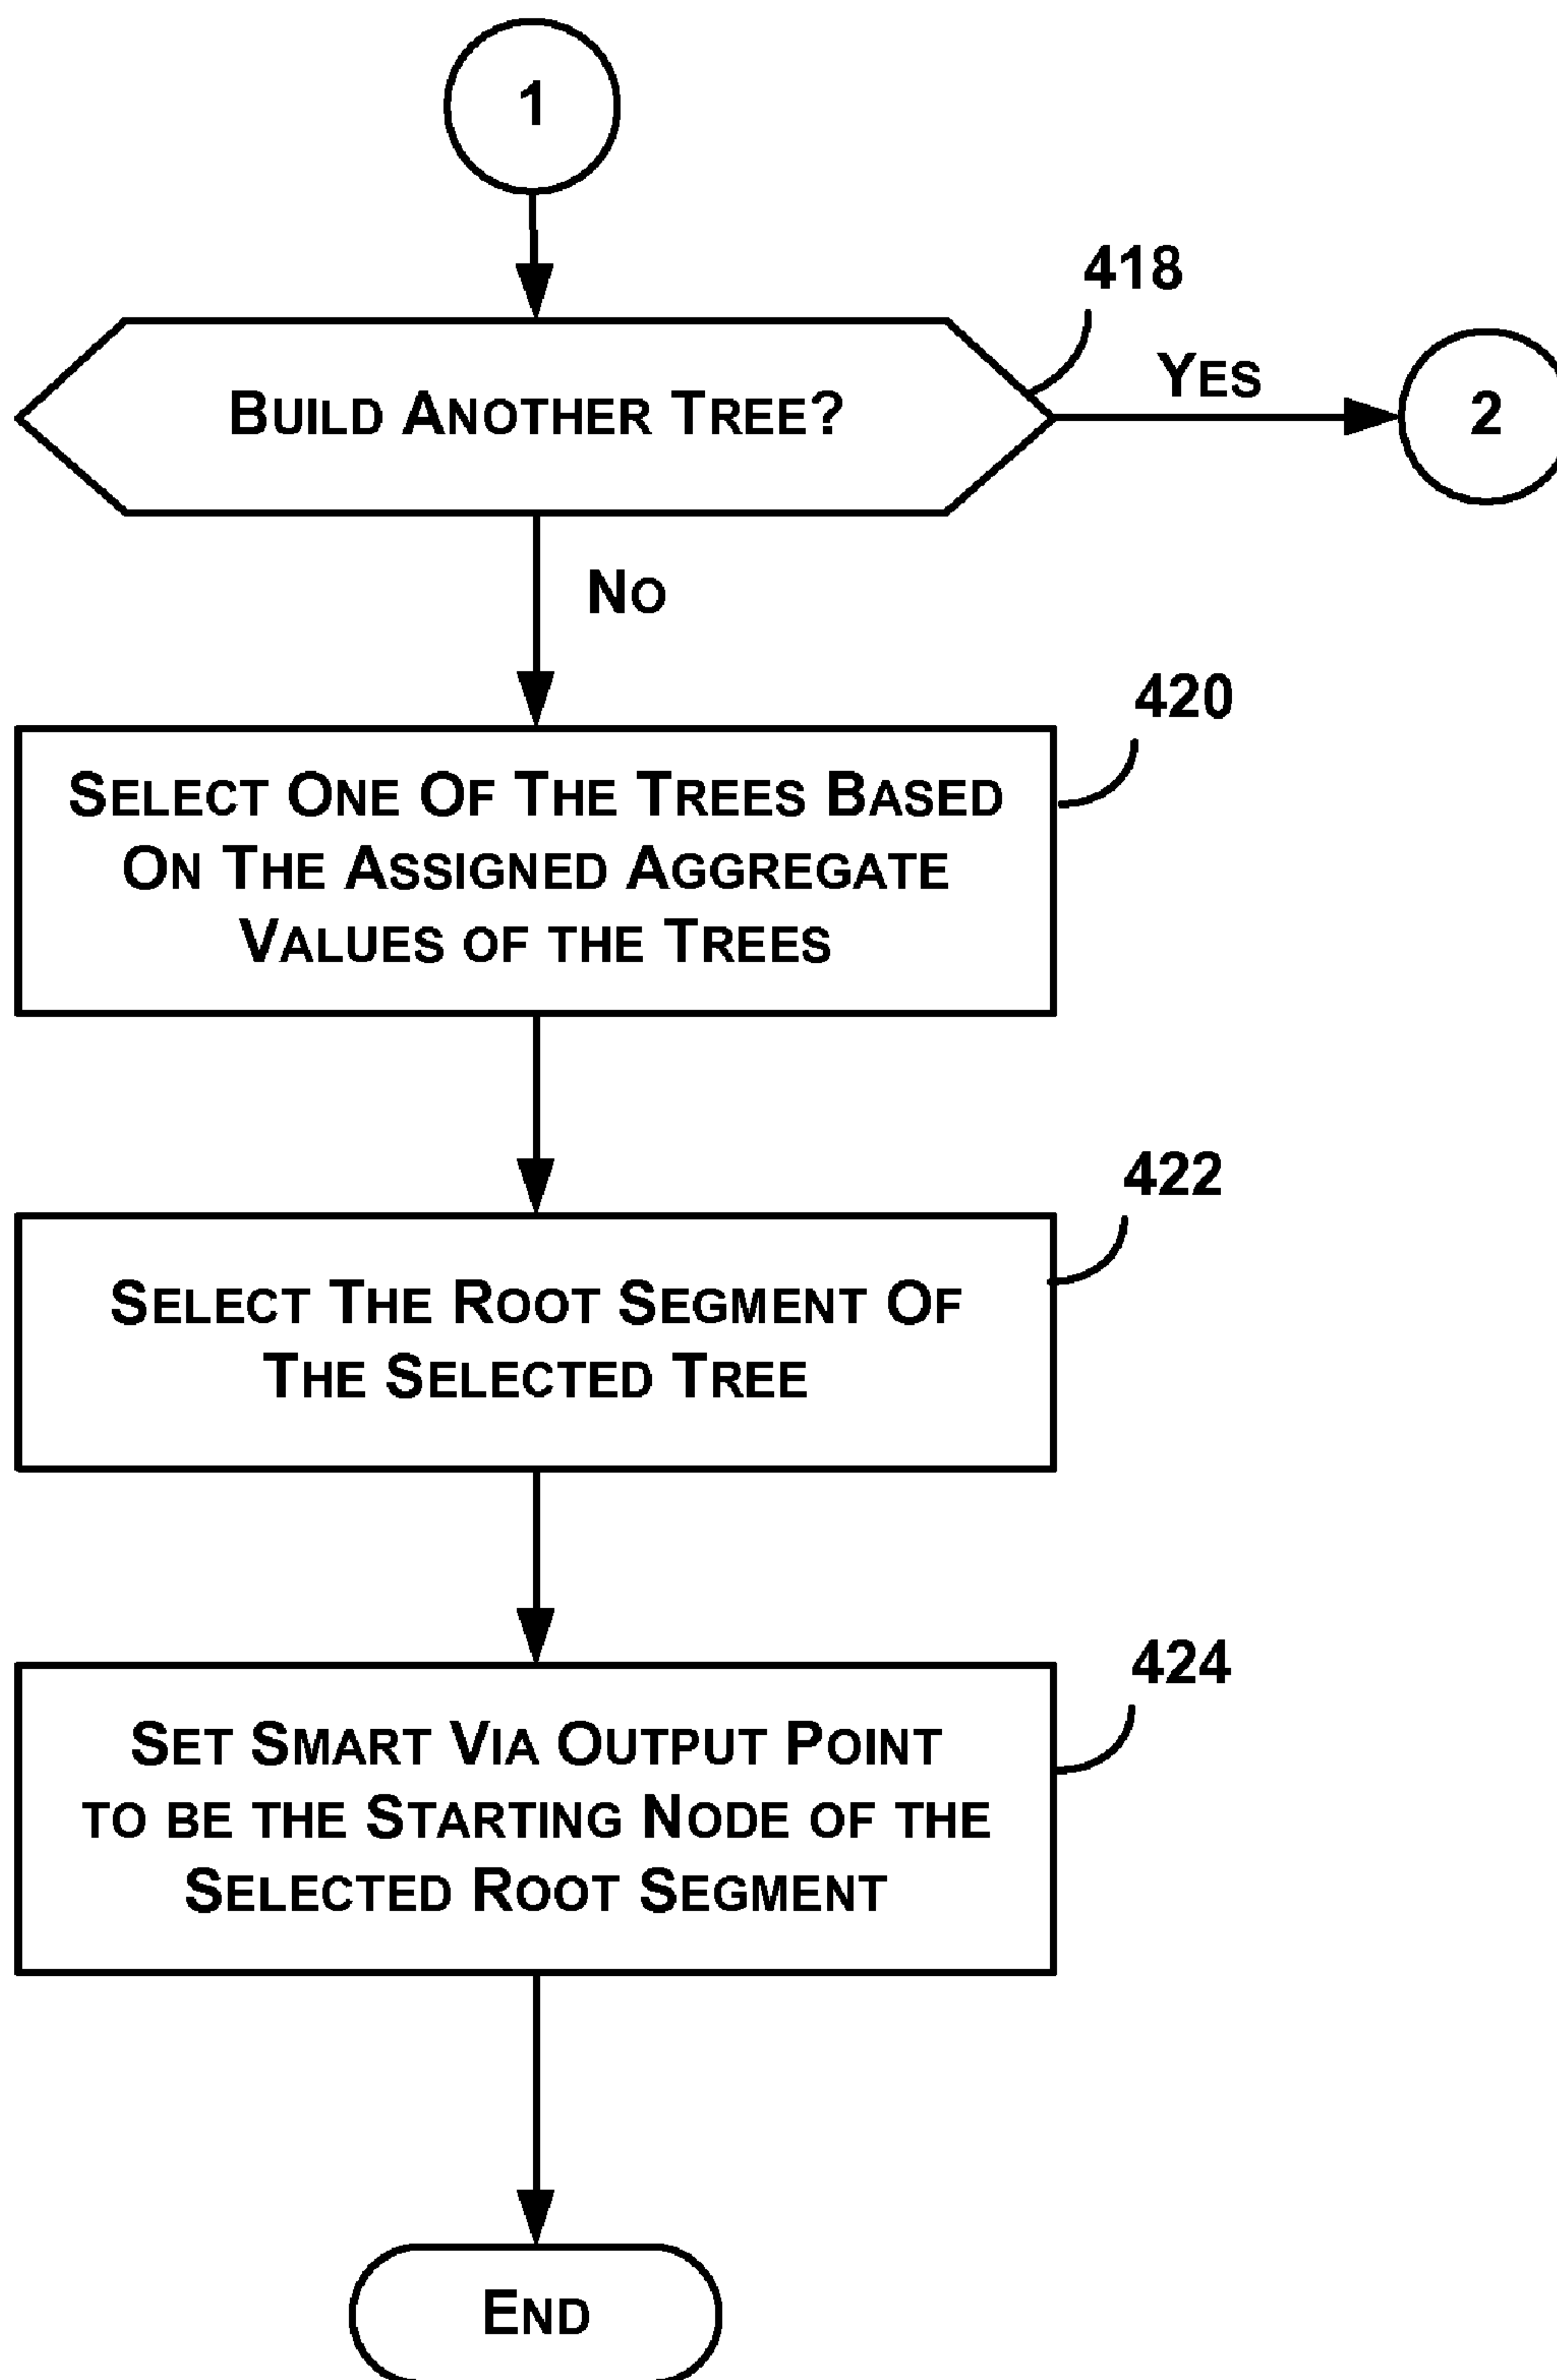 1
418
BUILD ANOTHER TREE?
YES
2
NO
420
SELECT ONE OF THE TREES BASED
ON THE ASSIGNED AGGREGATE
VALUES OF THE TREES
422
SELECT THE ROOT SEGMENT OF
THE SELECTED TREE
424
SET SMART VIA OUTPUT POINT
TO BE THE STARTING NODE OF THE
SELECTED ROOT SEGMENT
END